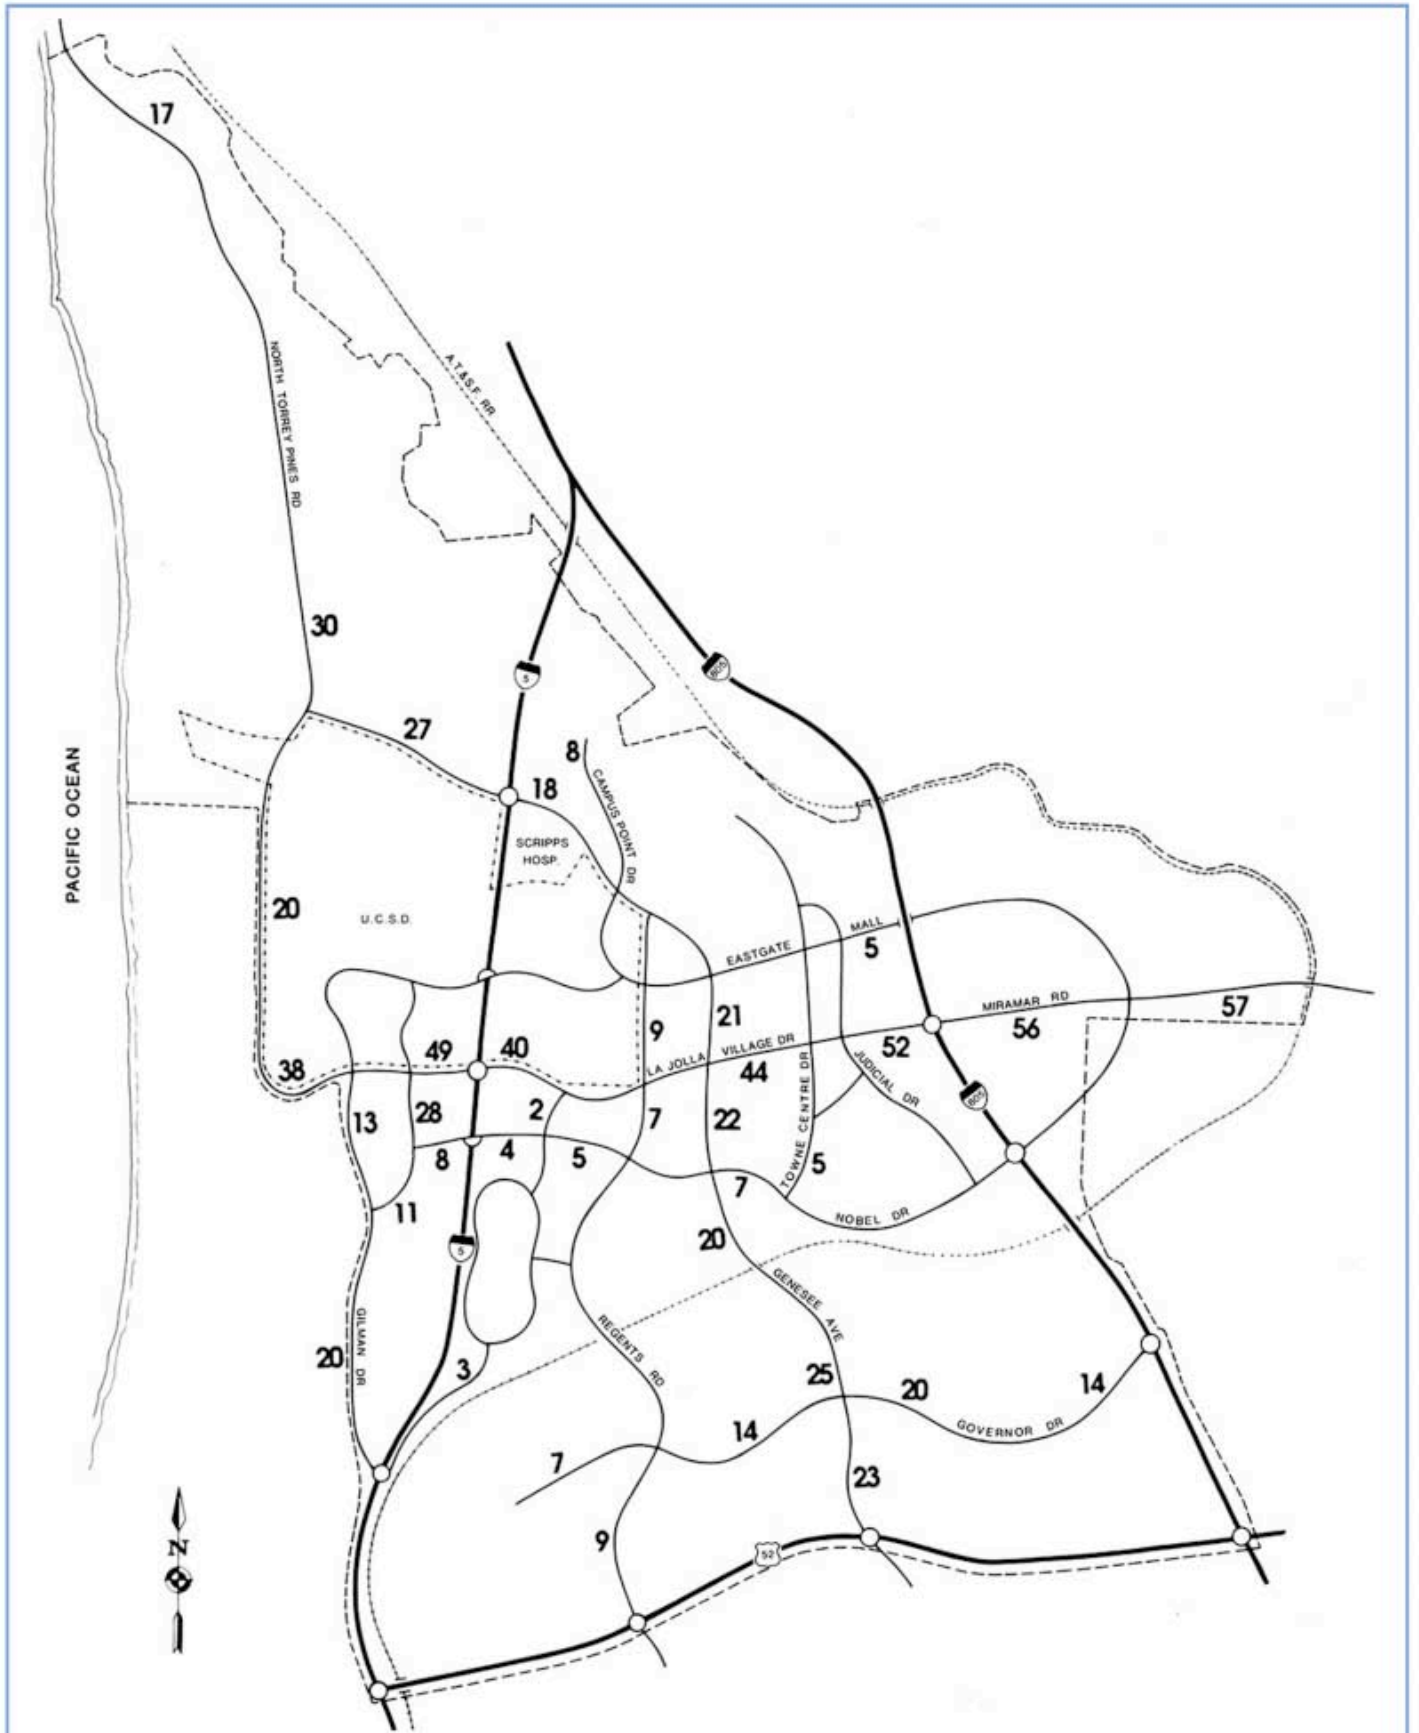 17
A.T.&S.F. RR
NORTH TORREY PINES RD
30
5
805
27
8
18
CAMPUS POINT DR
SCRIPPS
HOSP.
PACIFIC OCEAN
20
U.C.S.D.
EASTGATE MALL
5
MIRAMAR RD
57
56
21
9
49
40
38
LA JOLLA VILLAGE DR
44
52
JUDICIAL DR
805
TOWNE CENTRE DR
13
28
2
7
22
8
4
5
5
7
11
NOBEL DR
20
5
GENESEE AVE
GILMAN DR
20
REGENTS RD
3
25
20
14
GOVERNOR DR
14
7
23
9
52
N